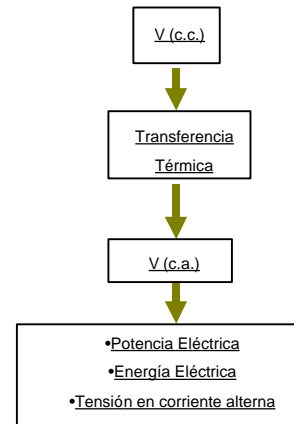 V (c.c.)
Transferencia
Térmica
V (c.a.)
•Potencia Eléctrica
•Energía Eléctrica
•Tensión en corriente alterna